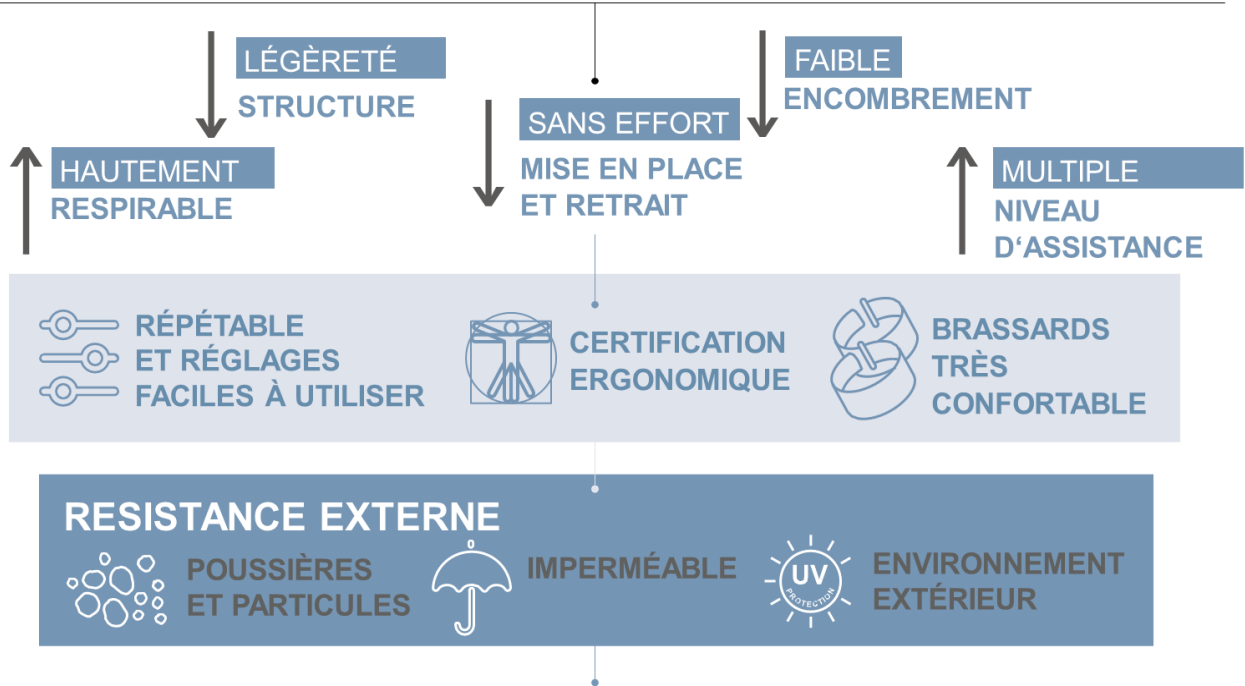 LÉGÈRETÉ
STRUCTURE
FAIBLE
ENCOMBREMENT
SANS EFFORT
MISE EN PLACE
ET RETRAIT
HAUTEMENT
RESPIRABLE
MULTIPLE
NIVEAU
D‘ASSISTANCE
RÉPÉTABLE
ET RÉGLAGES
FACILES À UTILISER
CERTIFICATION
ERGONOMIQUE
BRASSARDS
TRÈS
CONFORTABLE
RESISTANCE EXTERNE
POUSSIÈRES
ET PARTICULES
IMPERMÉABLE
UV
PROTECTION
ENVIRONNEMENT
EXTÉRIEUR